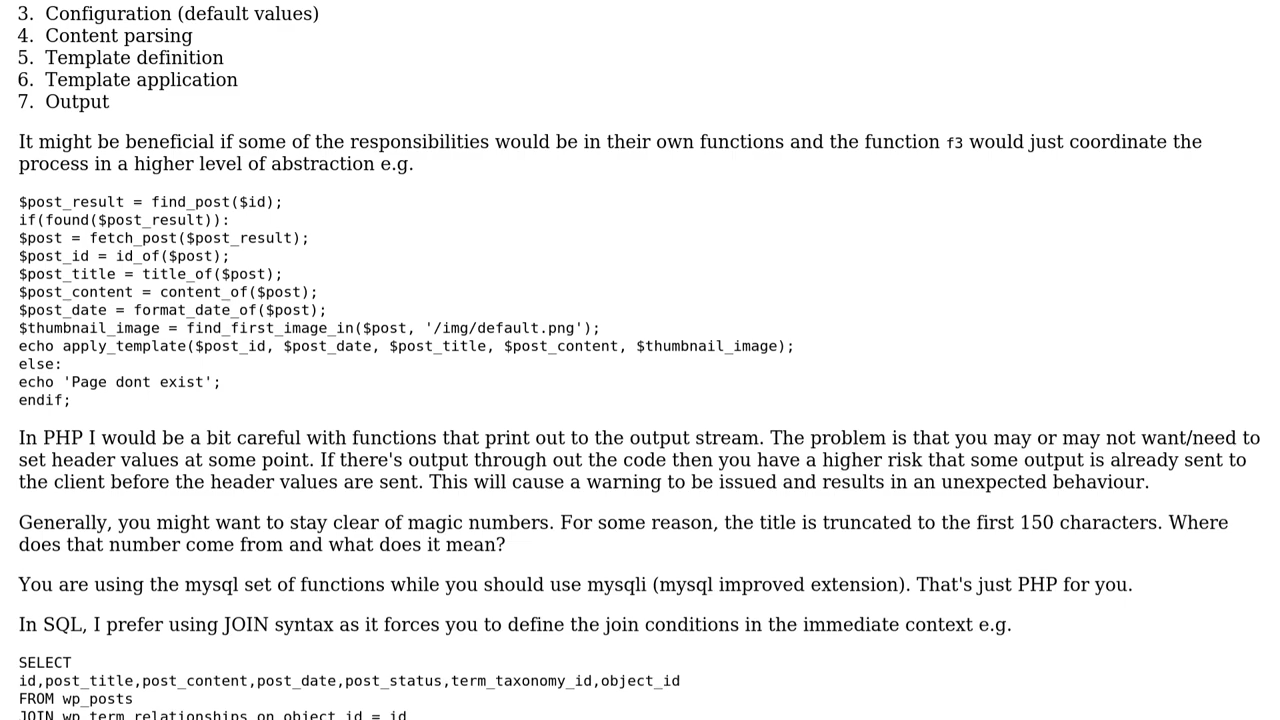 3. Configuration (default values)
4. Content parsing
5. Template definition
6. Template application
7. Output
It might be beneficial if some of the responsibilities would be in their own functions and the function f3 would just coordinate the
process in a higher level of abstraction e.g.
$post_result = find_post($id);
if(found($post_result)):
$post = fetch_post($post_result);
$post_id = id_of($post);
$post_title = title_of($post);
$post_content = content_of($post);
$post_date = format_date_of($post);
$thumbnail_image = find_first_image_in($post, '/img/default.png');
echo apply_template($post_id, $post_date, $post_title, $post_content, $thumbnail_image);
else:
echo 'Page dont exist';
endif;
In PHP I would be a bit careful with functions that print out to the output stream. The problem is that you may or may not want/need to
set header values at some point. If there's output through out the code then you have a higher risk that some output is already sent to
the client before the header values are sent. This will cause a warning to be issued and results in an unexpected behaviour.
Generally, you might want to stay clear of magic numbers. For some reason, the title is truncated to the first 150 characters. Where
does that number come from and what does it mean?
You are using the mysql set of functions while you should use mysqli (mysql improved extension). That's just PHP for you.
In SQL, I prefer using JOIN syntax as it forces you to define the join conditions in the immediate context e.g.
SELECT
id,post_title,post_content,post_date,post_status,term_taxonomy_id,object_id
FROM wp_posts
JOIN wp_term_relationships on object_id = id